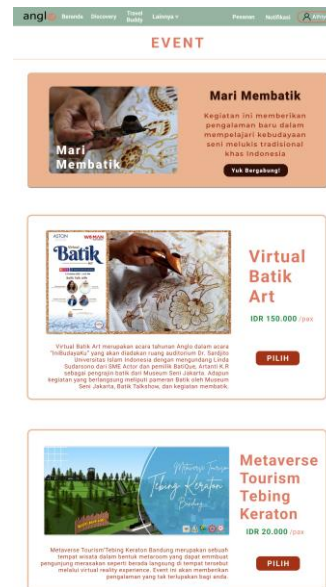 anglo Beranda Discovery Travel Buddy Lainnya Pesanan Notifikasi
EVENT
Mari
Membatik
Mari Membatik
Kegiatan ini memberikan
pengalaman baru dalam
mempelajari kebudayaan
seni melukis tradisional
khas Indonesia
Yuk Bergabung!
ASTON
Batik
Virtual
Batik
Art
IDR 150.000 /pax
PILIH
Virtual Batik Art merupakan acara tahunan Anglo dalam acara
yang akan diadakan ruang auditorium Dr. Sardjito
Universitas Islam Indonesia dengan mengundang Linda
Sudarsono dari SME Actor dan pemilik BatiQue, Artanti K.R
sebagai pengrajin batik dari Museum Seni Jakarta. Adapun
kegiatan yang berlangsung meliputi pameran Batik oleh Museum
Seni Jakarta, Batik Talkshow, dan kegiatan membatik.
Metaverse Tourism
Tebing Keraton
Bandung
Metaverse
Tourism
Tebing
Keraton
IDR 20.000 /pax
PILIH
Metaverse Tourism Tebing Keraton Bandung merupakan sebuah
tempat wisata dalam bentuk metaroom yang dapat embuat
pengunjung merasakan seperti berada langsung di tempat tersebut
melalui virtual reality experience. Event ini akan memberikan
pengalaman yang tak terlupakan bagi anda.